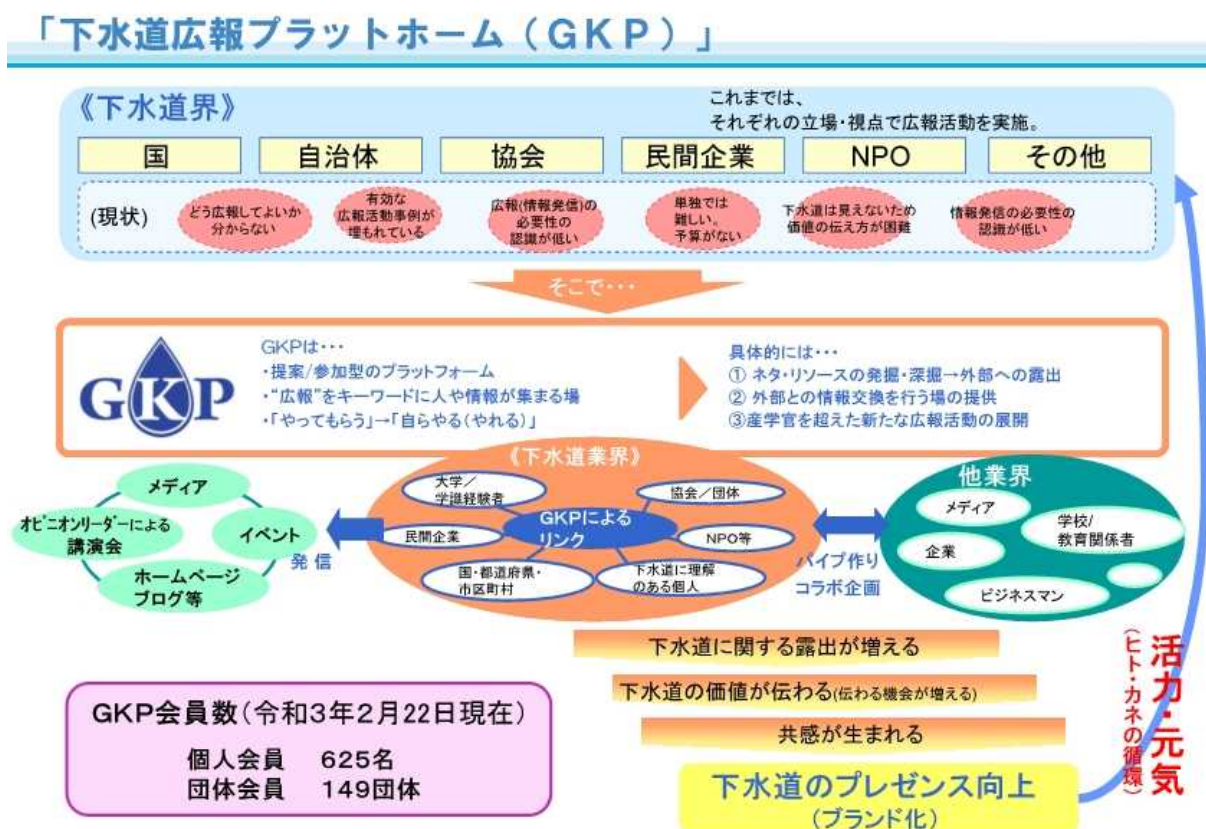 「下水道広報プラットホーム（GKP）」
《下水道界》
これまでは、
それぞれの立場・視点で広報活動を実施。
国
自治体
協会
民間企業
NPO
その他
(現状)
どう広報してよいか
分からない
有効な
広報活動事例が
埋もれている
広報(情報発信)の
必要性の
認識が低い
単独では
難しい。
予算がない
下水道は見えないため
価値の伝え方が困難
情報発信の必要性の
認識が低い
そこで・・・
GKP
GKPは・・・
・提案/参加型のプラットフォーム
・“広報”をキーワードに人や情報が集まる場
・「やってもらう」→「自らやる(やれる)」
具体的には・・・
① ネタ・リソースの発掘・深掘→外部への露出
② 外部との情報交換を行う場の提供
③産学官を超えた新たな広報活動の展開
メディア
オピニオンリーダーによる
講演会
イベント
ホームページ
ブログ等
発信
《下水道業界》
大学／
学識経験者
協会／団体
民間企業
GKPによる
リンク
NPO等
国・都道府県・
市区町村
下水道に理解
のある個人
パイプ作り
コラボ企画
他業界
メディア
学校/
教育関係者
企業
ビジネスマン
下水道に関する露出が増える
下水道の価値が伝わる(伝わる機会が増える)
共感が生まれる
下水道のプレゼンス向上
(ブランド化)
活力・元気
(ヒト・カネの循環)
GKP会員数(令和3年2月22日現在)
個人会員 625名
団体会員 149団体